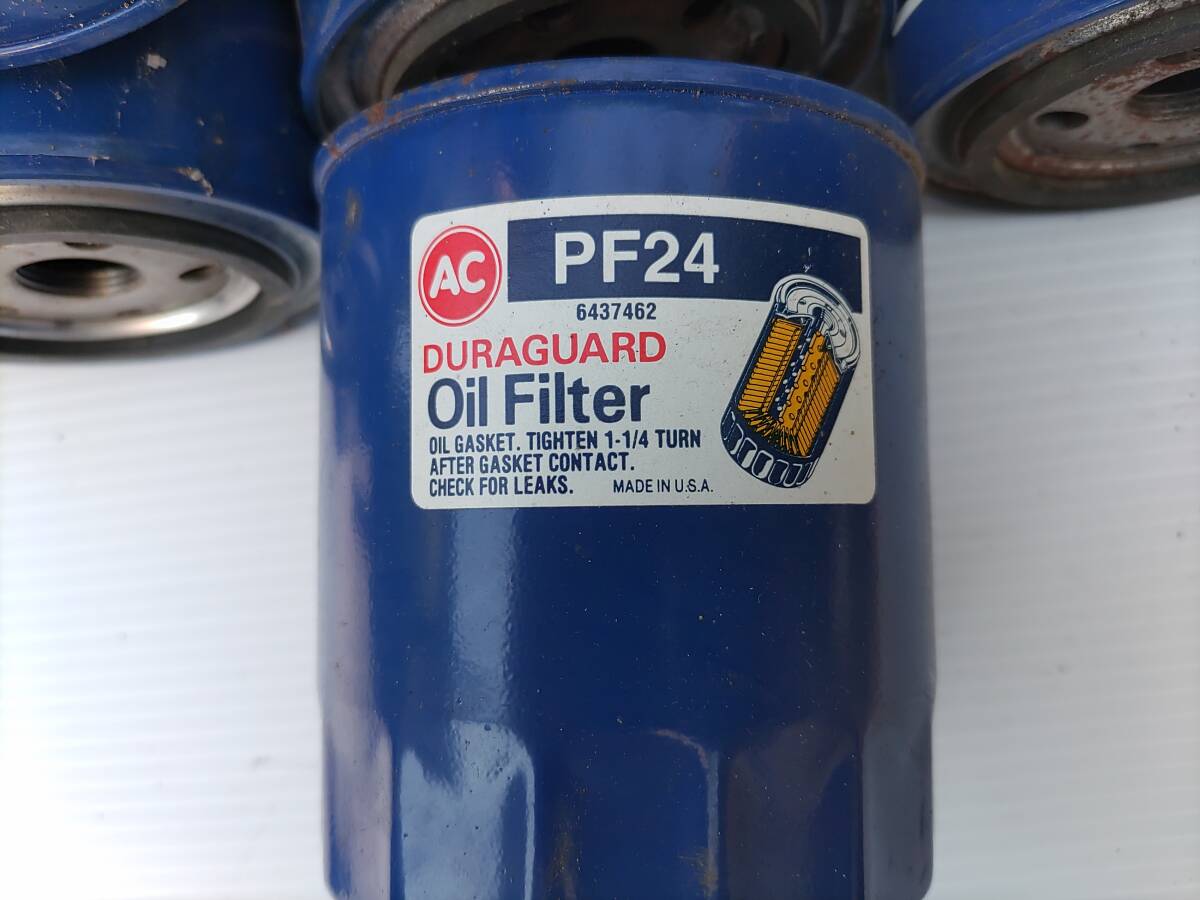 AC
PF24
6437462
DURAGUARD
Oil Filter
OIL GASKET. TIGHTEN 1-1/4 TURN
AFTER GASKET CONTACT.
CHECK FOR LEAKS. MADE IN U.S.A.